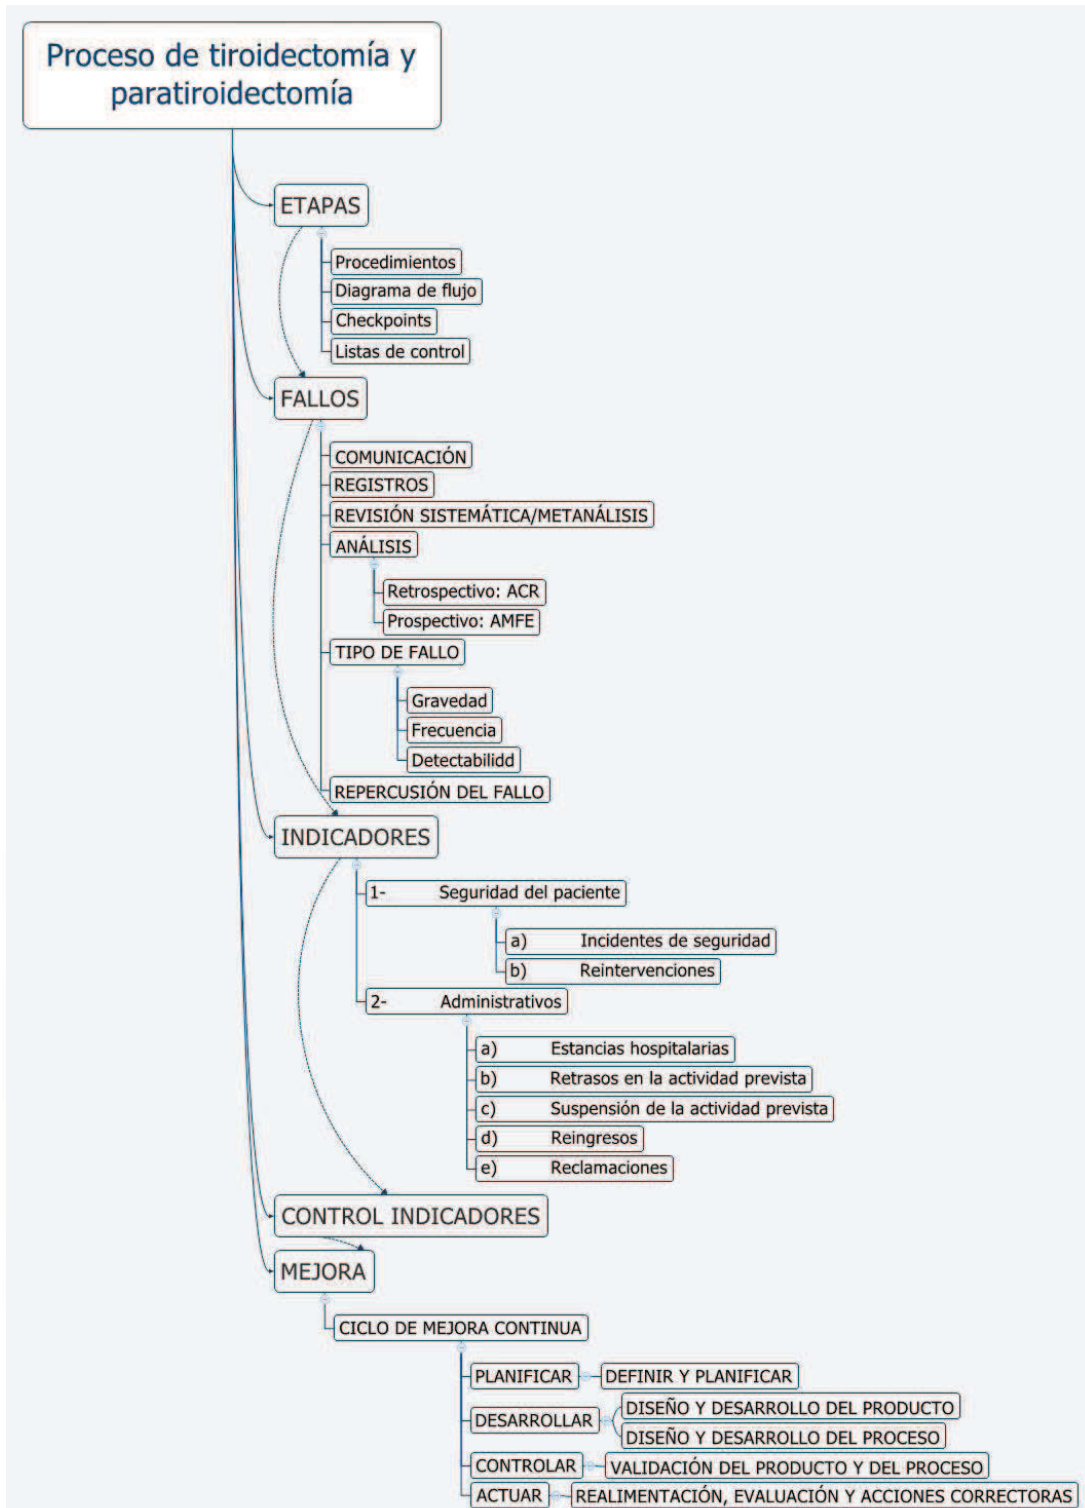 Proceso de tiroidectomía y
paratiroidectomía
ETAPAS
Procedimientos
Diagrama de flujo
Checkpoints
Listas de control
FALLOS
COMUNICACIÓN
REGISTROS
REVISIÓN SISTEMÁTICA/METANÁLISIS
ANÁLISIS
Retrospectivo: ACR
Prospectivo: AMFE
TIPO DE FALLO
Gravedad
Frecuencia
Detectabilidd
REPERCUSIÓN DEL FALLO
INDICADORES
1- Seguridad del paciente
a) Incidentes de seguridad
b) Reintervenciones
2- Administrativos
a) Estancias hospitalarias
b) Retrasos en la actividad prevista
c) Suspensión de la actividad prevista
d) Reingresos
e) Reclamaciones
CONTROL INDICADORES
MEJORA
CICLO DE MEJORA CONTINUA
PLANIFICAR DEFINIR Y PLANIFICAR
DESARROLLAR
DISEÑO Y DESARROLLO DEL PRODUCTO
DISEÑO Y DESARROLLO DEL PROCESO
CONTROLAR VALIDACIÓN DEL PRODUCTO Y DEL PROCESO
ACTUAR REALIMENTACIÓN, EVALUACIÓN Y ACCIONES CORRECTORAS